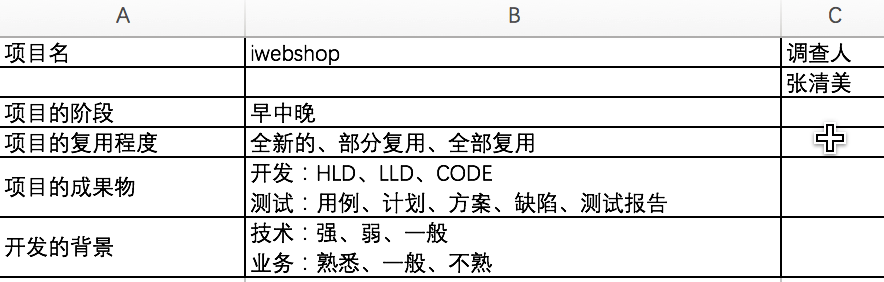 A B C
项目名 iwebshop 调查人
张清美
项目的阶段 早中晚
项目的复用程度 全新的、部分复用、全部复用
项目的成果物 开发：HLD、LLD、CODE
测试：用例、计划、方案、缺陷、测试报告
开发的背景 技术：强、弱、一般
业务：熟悉、一般、不熟